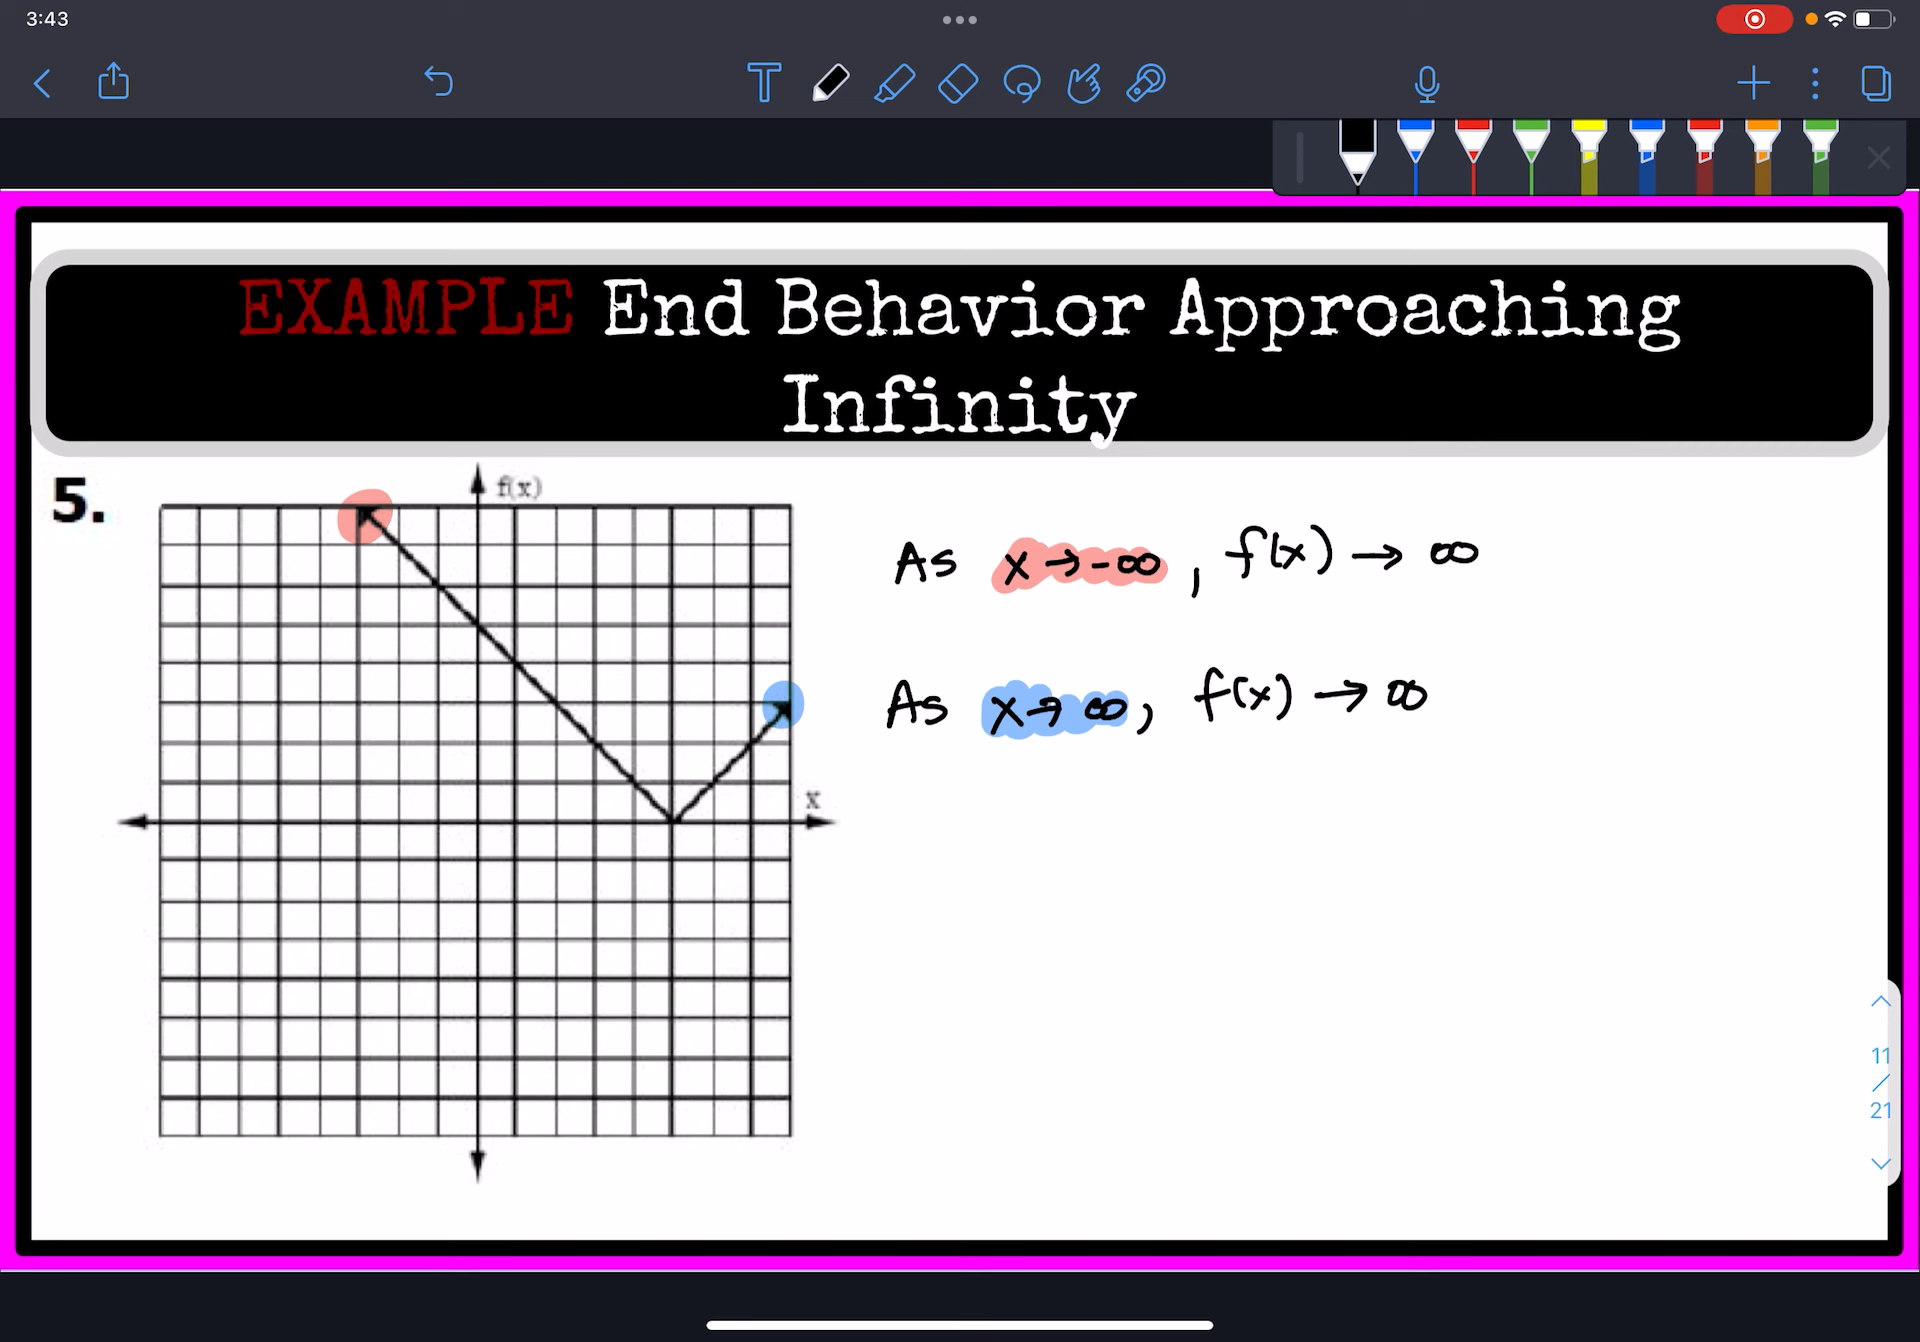 3:43
EXAMPLE End Behavior Approaching
Infinity
5.
f(x)
x
As x→-∞, f(x) → ∞
As x→∞, f(x) → ∞
11
/
21